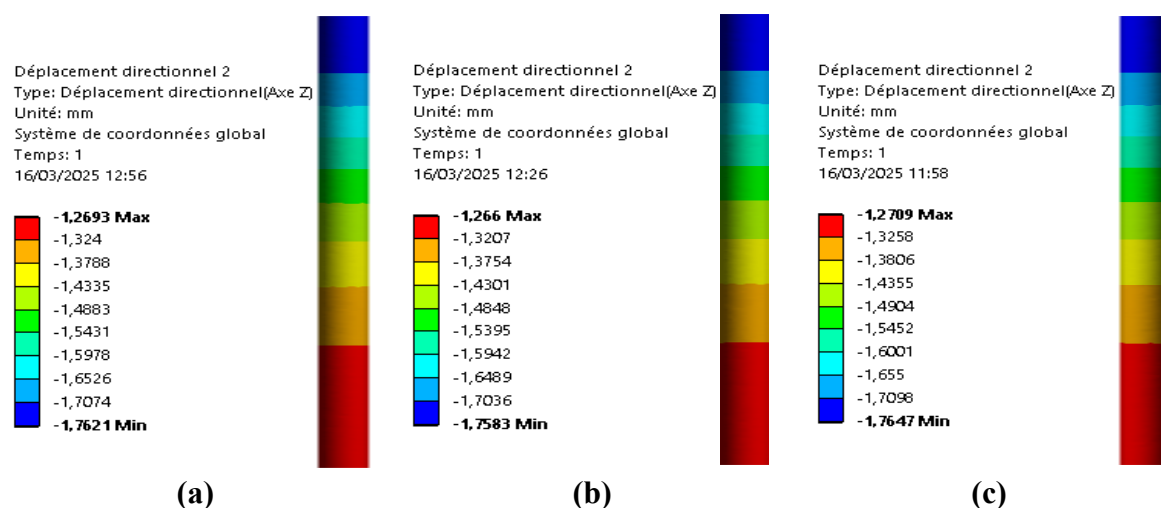 Déplacement directionnel 2
Type: Déplacement directionnel(Axe Z)
Unité: mm
Système de coordonnées global
Temps: 1
16/03/2025 12:56
-1,2693 Max
-1,324
-1,3788
-1,4335
-1,4883
-1,5431
-1,5978
-1,6526
-1,7074
-1,7621 Min
(a)
Déplacement directionnel 2
Type: Déplacement directionnel(Axe Z)
Unité: mm
Système de coordonnées global
Temps: 1
16/03/2025 12:26
-1,266 Max
-1,3207
-1,3754
-1,4301
-1,4848
-1,5395
-1,5942
-1,6489
-1,7036
-1,7583 Min
(b)
Déplacement directionnel 2
Type: Déplacement directionnel(Axe Z)
Unité: mm
Système de coordonnées global
Temps: 1
16/03/2025 11:58
-1,2709 Max
-1,3258
-1,3806
-1,4355
-1,4904
-1,5452
-1,6001
-1,655
-1,7098
-1,7647 Min
(c)